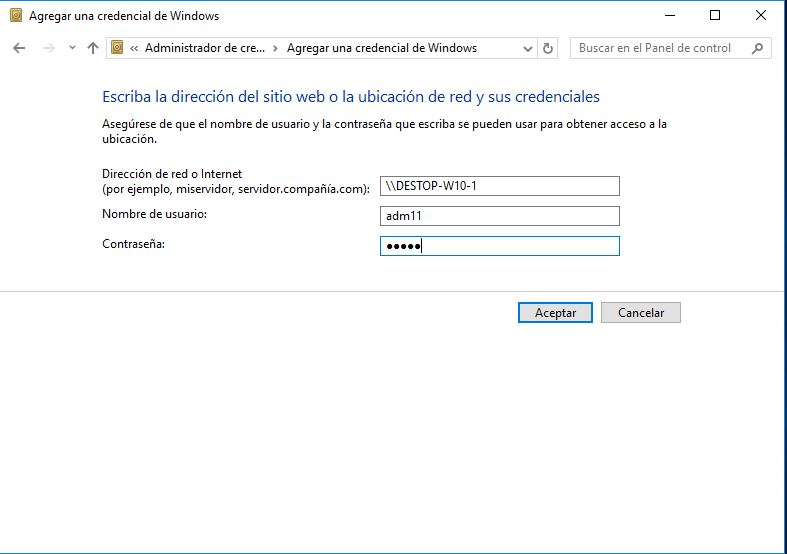 Agregar una credencial de Windows
« Administrador de cre... › Agregar una credencial de Windows
Buscar en el Panel de control
Escriba la dirección del sitio web o la ubicación de red y sus credenciales
Asegúrese de que el nombre de usuario y la contraseña que escriba se pueden usar para obtener acceso a la
ubicación.
Dirección de red o Internet
(por ejemplo, miservidor, servidor.compañía.com):
\\DESTOP-W10-1
Nombre de usuario:
adm11
Contraseña:
●●●●●
Aceptar
Cancelar